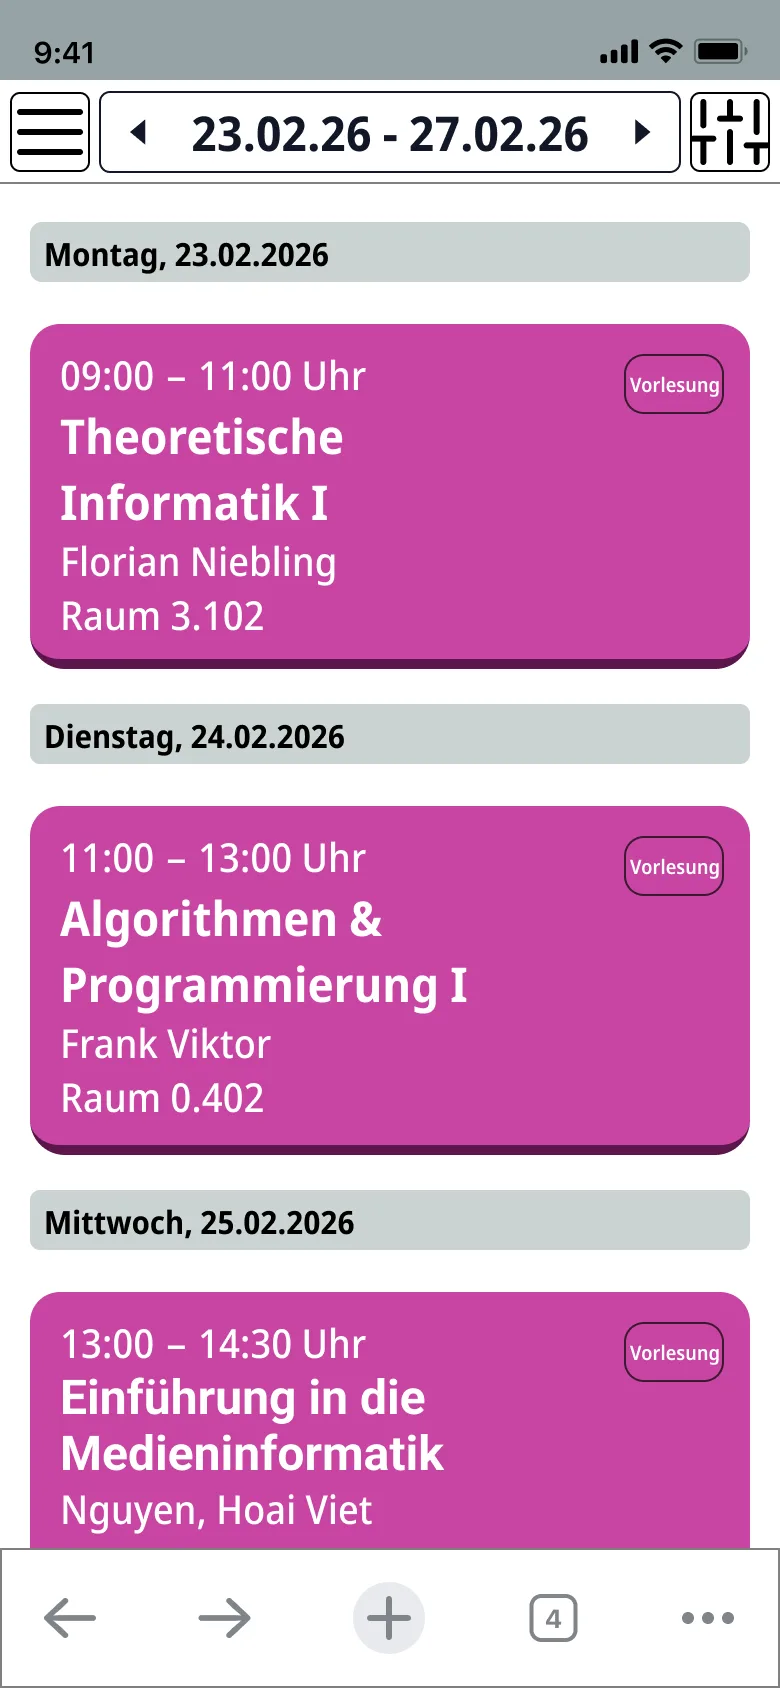 9:41
23.02.26 - 27.02.26
Montag, 23.02.2026
09:00 – 11:00 Uhr
Vorlesung
Theoretische
Informatik I
Florian Niebling
Raum 3.102
Dienstag, 24.02.2026
11:00 – 13:00 Uhr
Vorlesung
Algorithmen &
Programmierung I
Frank Viktor
Raum 0.402
Mittwoch, 25.02.2026
13:00 – 14:30 Uhr
Vorlesung
Einführung in die
Medieninformatik
Nguyen, Hoai Viet
4